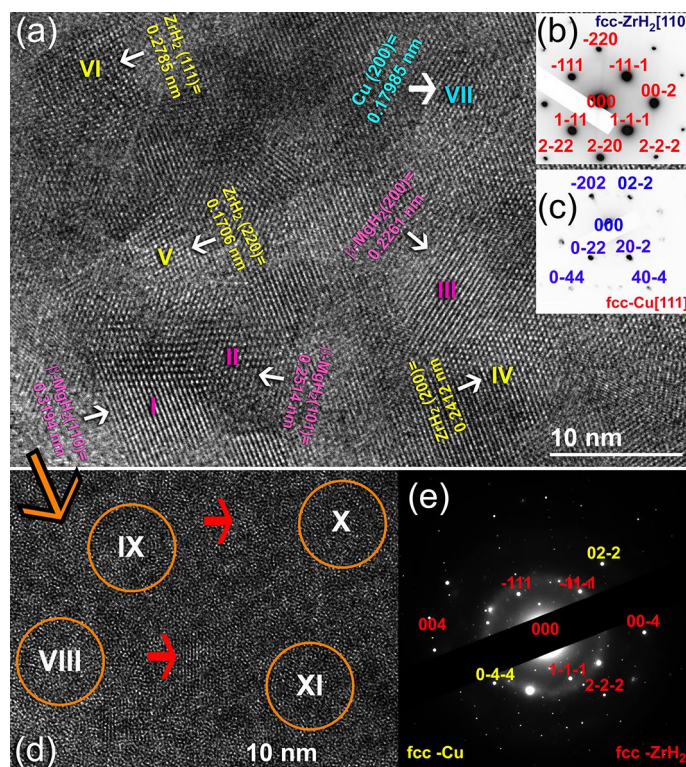 (a)
VI
ZrH₂ (111)=
0.2785 nm
Cu (200)=
0.17985 nm
VII
V
ZrH₂ (220)=
0.1706 nm
β-MgH₂(200)=
0.2261 nm
III
II
I
β-MgH₂(110)=
0.3194 nm
β-MgH₂(101)=
0.2514 nm
ZrH₂ (200)=
0.2412 nm
IV
10 nm
(b)
fcc-ZrH₂[110
-220
-111
-11-1
00-2
000
1-11
1-1-1
2-22
2-20
2-2-2
(c)
-202
02-2
000
0-22
20-2
0-44
40-4
fcc-Cu[111]
IX
X
VIII
XI
(d)
10 nm
(e)
02-2
-111
-11-1
004
000
00-4
0-4-4
1-1-1
2-2-2
fcc -Cu
fcc -ZrH₂